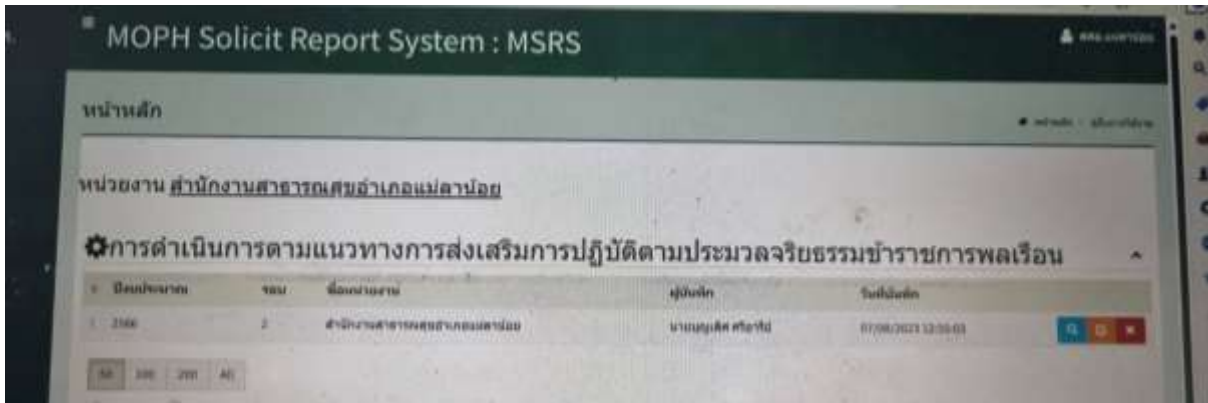 MOPH Solicit Report System : MSRS
หน้าหลัก
หน่วยงาน สำนักงานสาธารณสุขอำเภอแม่ลาน้อย
การดำเนินการตามแนวทางการส่งเสริมการปฏิบัติตามประมวลจริยธรรมข้าราชการพลเรือน
ปีงบประมาณ รอบ ชื่อหน่วยงาน ผู้บันทึก วันที่บันทึก
2566 2 สำนักงานสาธารณสุขอำเภอแม่ลาน้อย
50 100 200 All